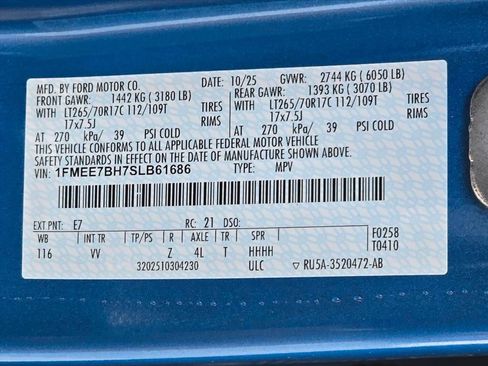 MFD. BY FORD MOTOR CO. DATE: 10/25 GVWR: 2744 KG ( 6050 LB)
FRONT GAWR: 1442 KG ( 3180 LB) REAR GAWR: 1393 KG ( 3070 LB)
LT265/70R17C 112/109T TIRES LT265/70R17C 112/109T TIRES
17x7.5J RIMS 17x7.5J RIMS
AT 270 kPa/ 39 PSI COLD AT 270 kPa/ 39 PSI COLD
THIS VEHICLE CONFORMS TO ALL APPLICABLE FEDERAL MOTOR VEHICLE
SAFETY STANDARDS IN EFFECT ON THE DATE OF MANUFACTURE SHOWN ABOVE.
VIN: 1FMEE7BH7SLB61686 TYPE: MPV
EXT PNT: E7 RC: 21 DSO: F0258
WB INT TR TP/PS R AXLE TR SPR T0410
116 VV Z 4L T HHHH
3202510304230 ULC ▽ RU5A-3520472-AB